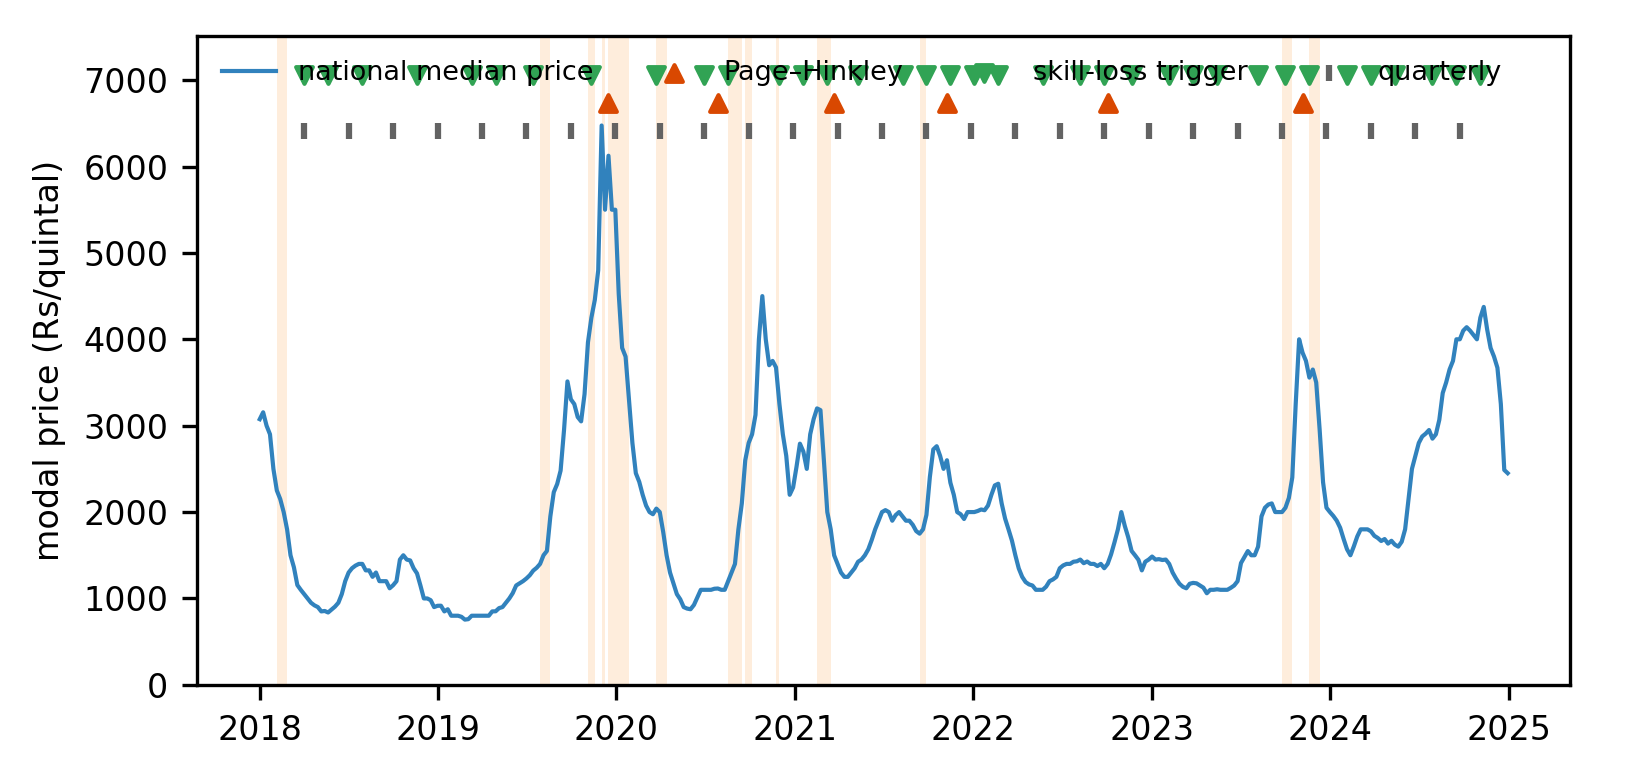 national median price Page–Hinkley skill-loss trigger quarterly
7000
6000
5000
4000
3000
2000
1000
0
modal price (Rs/quintal)
2018 2019 2020 2021 2022 2023 2024 2025